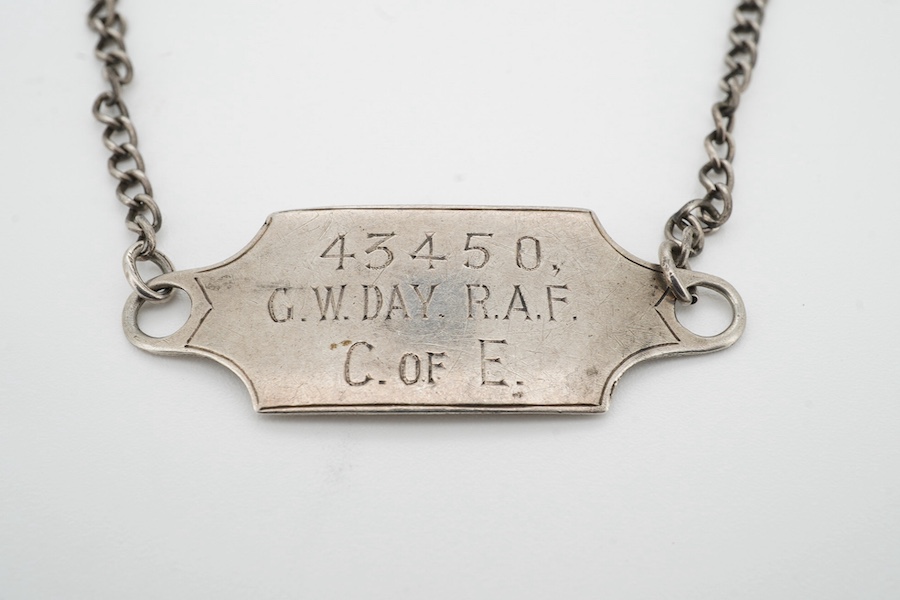 43450,
G.W.DAY. R.A.F.
C. OF E.